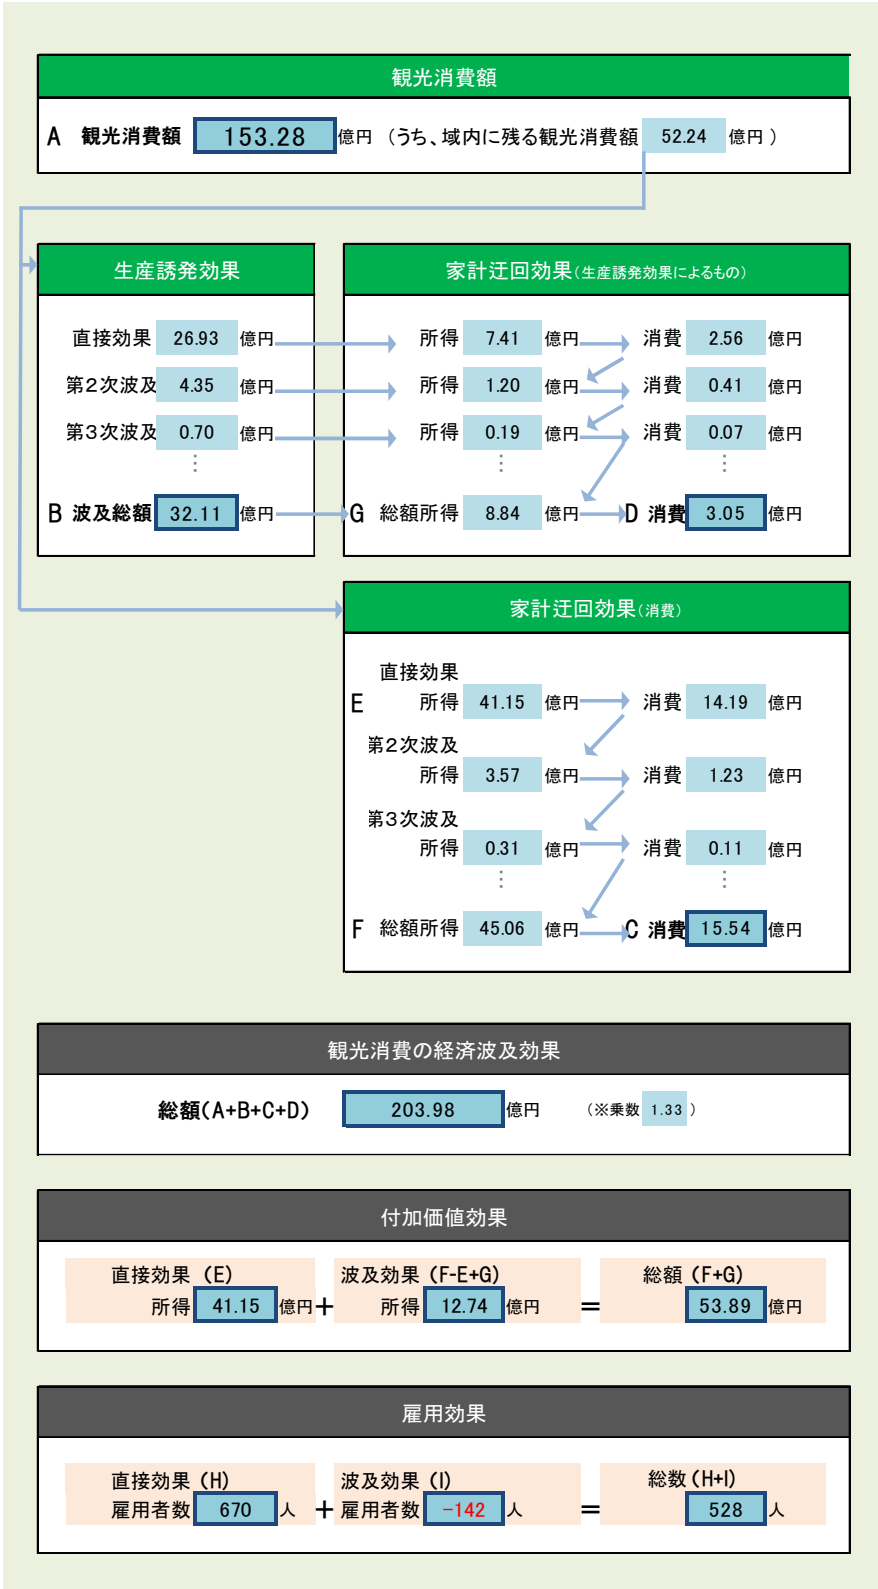 観光消費額
A 観光消費額 153.28 億円 (うち、域内に残る観光消費額 52.24 億円)
生産誘発効果
直接効果 26.93 億円
第2次波及 4.35 億円
第3次波及 0.70 億円
⋮
B 波及総額 32.11 億円
家計迂回効果(生産誘発効果によるもの)
所得 7.41 億円 消費 2.56 億円
所得 1.20 億円 消費 0.41 億円
所得 0.19 億円 消費 0.07 億円
⋮ ⋮
G 総額所得 8.84 億円 D 消費 3.05 億円
家計迂回効果(消費)
直接効果
E 所得 41.15 億円 消費 14.19 億円
第2次波及
所得 3.57 億円 消費 1.23 億円
第3次波及
所得 0.31 億円 消費 0.11 億円
⋮ ⋮
F 総額所得 45.06 億円 C 消費 15.54 億円
観光消費の経済波及効果
総額(A+B+C+D) 203.98 億円 (※乗数 1.33 )
付加価値効果
直接効果 (E) 波及効果 (F-E+G) 総額 (F+G)
所得 41.15 億円 + 所得 12.74 億円 = 53.89 億円
雇用効果
直接効果 (H) 波及効果 (I) 総数 (H+I)
雇用者数 670 人 + 雇用者数 -142 人 = 528 人